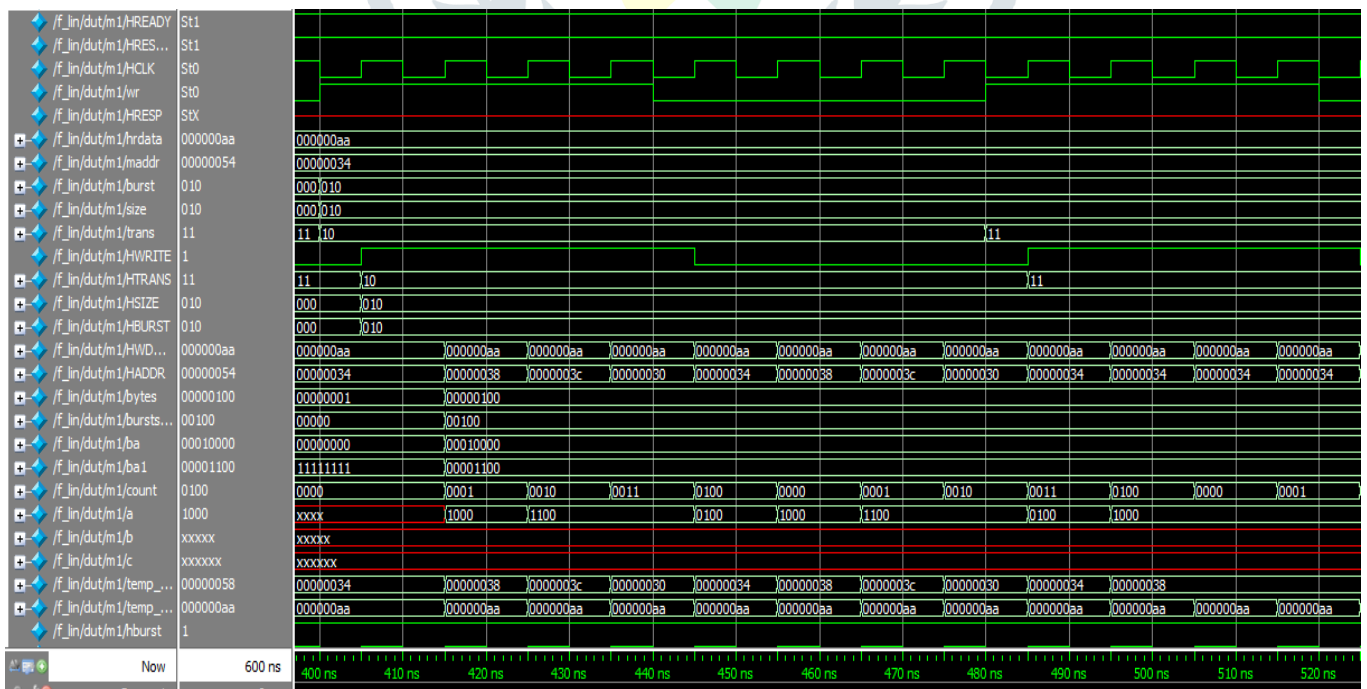 /f_lin/dut/m1/HREADY St1
/f_lin/dut/m1/HRES... St1
/f_lin/dut/m1/HCLK St0
/f_lin/dut/m1/wr St0
/f_lin/dut/m1/HRESP StX
/f_lin/dut/m1/hrdata 000000aa 000000aa
/f_lin/dut/m1/maddr 00000054 00000034
/f_lin/dut/m1/burst 010 000 010
/f_lin/dut/m1/size 010 000 010
/f_lin/dut/m1/trans 11 11 10 11
/f_lin/dut/m1/HWRITE 1
/f_lin/dut/m1/HTRANS 11 11 10 11
/f_lin/dut/m1/HSIZE 010 000 010
/f_lin/dut/m1/HBURST 010 000 010
/f_lin/dut/m1/HWD... 000000aa 000000aa 000000aa 000000aa 000000aa 000000aa 000000aa 000000aa 000000aa 000000aa 000000aa 000000aa 000000aa
/f_lin/dut/m1/HADDR 00000054 00000034 00000038 0000003c 00000030 00000034 00000038 0000003c 00000030 00000034 00000034 00000034 00000034
/f_lin/dut/m1/bytes 00000100 00000001 00000100
/f_lin/dut/m1/bursts... 00100 00000 00100
/f_lin/dut/m1/ba 00010000 00000000 00010000
/f_lin/dut/m1/ba1 00001100 11111111 00001100
/f_lin/dut/m1/count 0100 0000 0001 0010 0011 0100 0000 0001 0010 0011 0100 0000 0001
/f_lin/dut/m1/a 1000 xxxx 1000 1100 0100 1000 1100 0100 1000
/f_lin/dut/m1/b xxxxx xxxxx
/f_lin/dut/m1/c xxxxxx xxxxxx
/f_lin/dut/m1/temp_... 00000058 00000034 00000038 0000003c 00000030 00000034 00000038 0000003c 00000030 00000034 00000038
/f_lin/dut/m1/temp_... 000000aa 000000aa 000000aa 000000aa 000000aa 000000aa 000000aa 000000aa 000000aa 000000aa 000000aa 000000aa 000000aa
/f_lin/dut/m1/hburst 1
Now 600 ns 400 ns 410 ns 420 ns 430 ns 440 ns 450 ns 460 ns 470 ns 480 ns 490 ns 500 ns 510 ns 520 ns